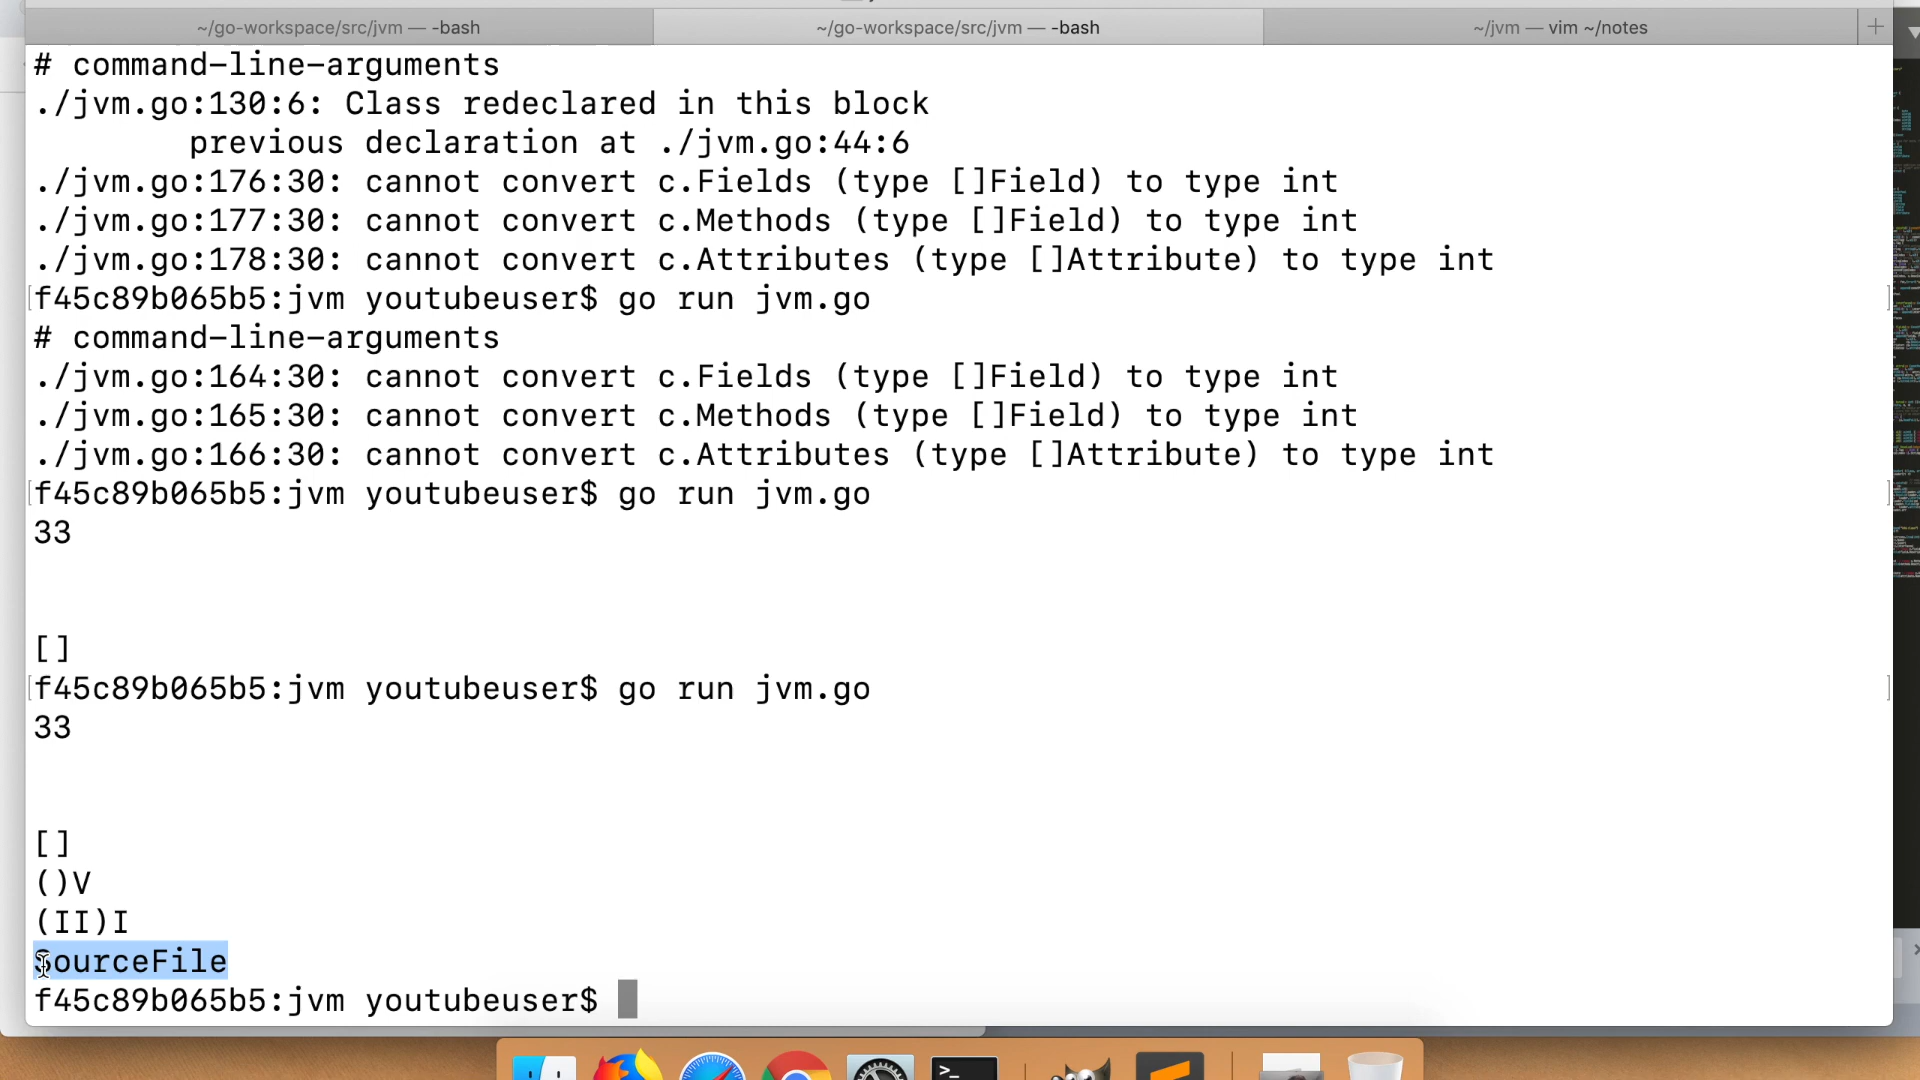 ~/go-workspace/src/jvm — -bash
~/go-workspace/src/jvm — -bash
~/jvm — vim ~/notes
# command-line-arguments
./jvm.go:130:6: Class redeclared in this block
previous declaration at ./jvm.go:44:6
./jvm.go:176:30: cannot convert c.Fields (type []Field) to type int
./jvm.go:177:30: cannot convert c.Methods (type []Field) to type int
./jvm.go:178:30: cannot convert c.Attributes (type []Attribute) to type int
[f45c89b065b5:jvm youtubeuser$ go run jvm.go ]
# command-line-arguments
./jvm.go:164:30: cannot convert c.Fields (type []Field) to type int
./jvm.go:165:30: cannot convert c.Methods (type []Field) to type int
./jvm.go:166:30: cannot convert c.Attributes (type []Attribute) to type int
[f45c89b065b5:jvm youtubeuser$ go run jvm.go ]
33
[]
[f45c89b065b5:jvm youtubeuser$ go run jvm.go ]
33
[]
()V
(II)I
SourceFile
f45c89b065b5:jvm youtubeuser$